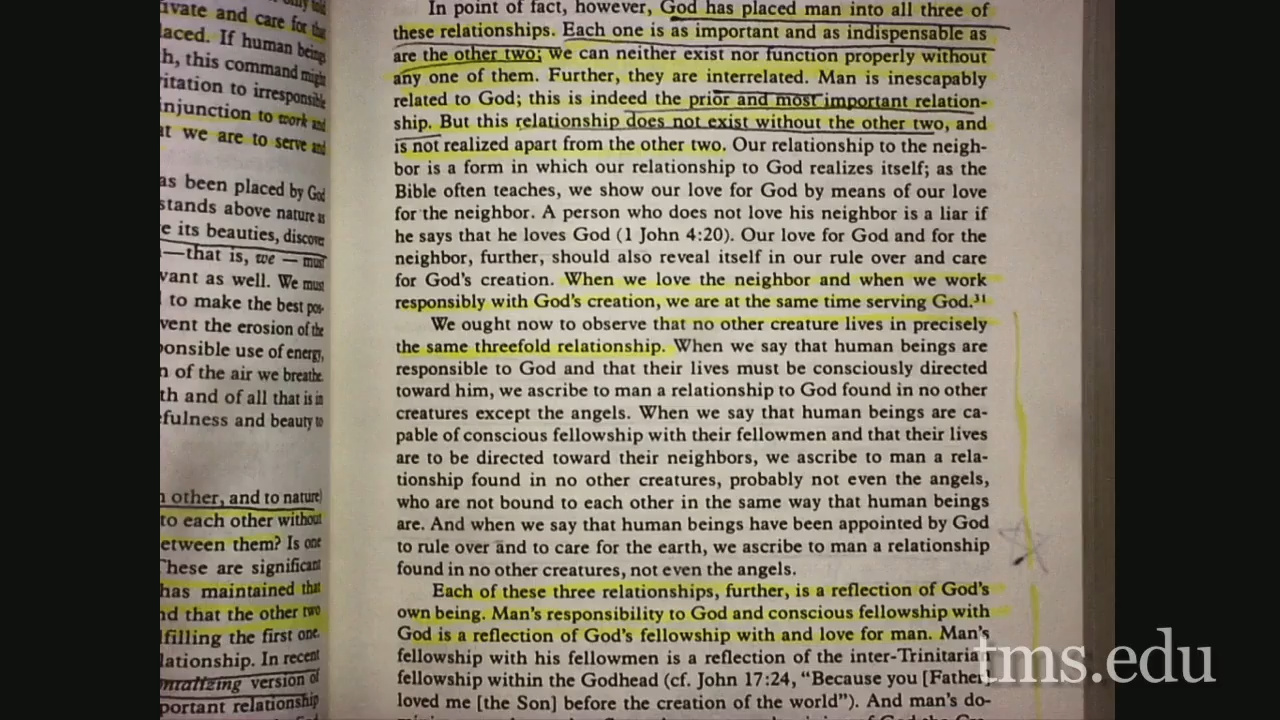 ivate and care for the
laced. If human beings
h, this command might
itation to irresponsible
injunction to work and
at we are to serve and
as been placed by God
stands above nature as
e its beauties, discover
—that is, we — must
vant as well. We must
to make the best pos-
vent the erosion of the
ponsible use of energy,
n of the air we breathe.
th and of all that is in
efulness and beauty to
n other, and to nature)
to each other without
etween them? Is one
These are significant
has maintained that
nd that the other two
lfilling the first one.
lationship. In recent
ntalizing version of
portant relationship
In point of fact, however, God has placed man into all three of
these relationships. Each one is as important and as indispensable as
are the other two; we can neither exist nor function properly without
any one of them. Further, they are interrelated. Man is inescapably
related to God; this is indeed the prior and most important relation-
ship. But this relationship does not exist without the other two, and
is not realized apart from the other two. Our relationship to the neigh-
bor is a form in which our relationship to God realizes itself; as the
Bible often teaches, we show our love for God by means of our love
for the neighbor. A person who does not love his neighbor is a liar if
he says that he loves God (1 John 4:20). Our love for God and for the
neighbor, further, should also reveal itself in our rule over and care
for God's creation. When we love the neighbor and when we work
responsibly with God's creation, we are at the same time serving God.³¹
We ought now to observe that no other creature lives in precisely
the same threefold relationship. When we say that human beings are
responsible to God and that their lives must be consciously directed
toward him, we ascribe to man a relationship to God found in no other
creatures except the angels. When we say that human beings are ca-
pable of conscious fellowship with their fellowmen and that their lives
are to be directed toward their neighbors, we ascribe to man a rela-
tionship found in no other creatures, probably not even the angels,
who are not bound to each other in the same way that human beings
are. And when we say that human beings have been appointed by God
to rule over and to care for the earth, we ascribe to man a relationship
found in no other creatures, not even the angels.
Each of these three relationships, further, is a reflection of God's
own being. Man's responsibility to God and conscious fellowship with
God is a reflection of God's fellowship with and love for man. Man's
fellowship with his fellowmen is a reflection of the inter-Trinitarian
fellowship within the Godhead (cf. John 17:24, "Because you [Father]
loved me [the Son] before the creation of the world"). And man's do-
tms.edu